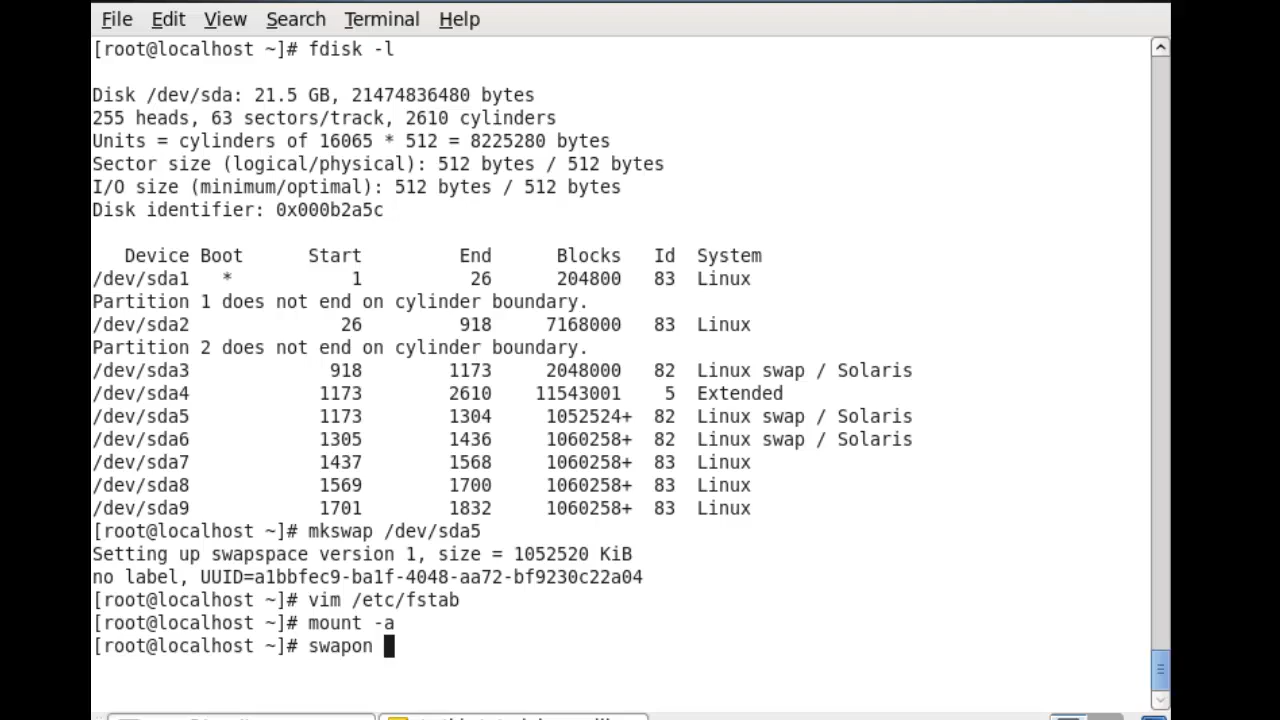 File Edit View Search Terminal Help
[root@localhost ~]# fdisk -l
Disk /dev/sda: 21.5 GB, 21474836480 bytes
255 heads, 63 sectors/track, 2610 cylinders
Units = cylinders of 16065 * 512 = 8225280 bytes
Sector size (logical/physical): 512 bytes / 512 bytes
I/O size (minimum/optimal): 512 bytes / 512 bytes
Disk identifier: 0x000b2a5c
Device Boot Start End Blocks Id System
/dev/sda1 * 1 26 204800 83 Linux
Partition 1 does not end on cylinder boundary.
/dev/sda2 26 918 7168000 83 Linux
Partition 2 does not end on cylinder boundary.
/dev/sda3 918 1173 2048000 82 Linux swap / Solaris
/dev/sda4 1173 2610 11543001 5 Extended
/dev/sda5 1173 1304 1052524+ 82 Linux swap / Solaris
/dev/sda6 1305 1436 1060258+ 82 Linux swap / Solaris
/dev/sda7 1437 1568 1060258+ 83 Linux
/dev/sda8 1569 1700 1060258+ 83 Linux
/dev/sda9 1701 1832 1060258+ 83 Linux
[root@localhost ~]# mkswap /dev/sda5
Setting up swapspace version 1, size = 1052520 KiB
no label, UUID=a1bbfec9-ba1f-4048-aa72-bf9230c22a04
[root@localhost ~]# vim /etc/fstab
[root@localhost ~]# mount -a
[root@localhost ~]# swapon